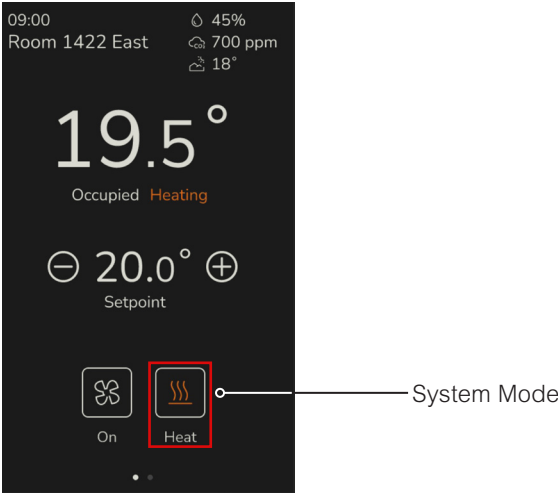 09:00
45%
Room 1422 East
CO2 700 ppm
18°
19.5°
Occupied Heating
20.0°
Setpoint
System Mode
On
Heat